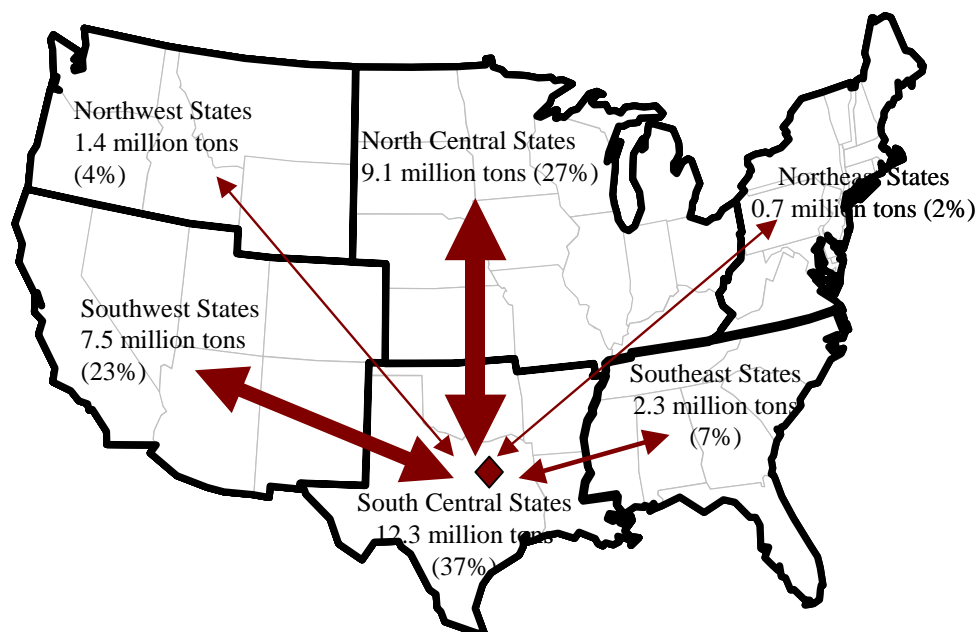 Northwest States
1.4 million tons
(4%)
North Central States
9.1 million tons (27%)
Northeast States
0.7 million tons (2%)
Southwest States
7.5 million tons
(23%)
Southeast States
2.3 million tons
(7%)
South Central States
12.3 million tons
(37%)